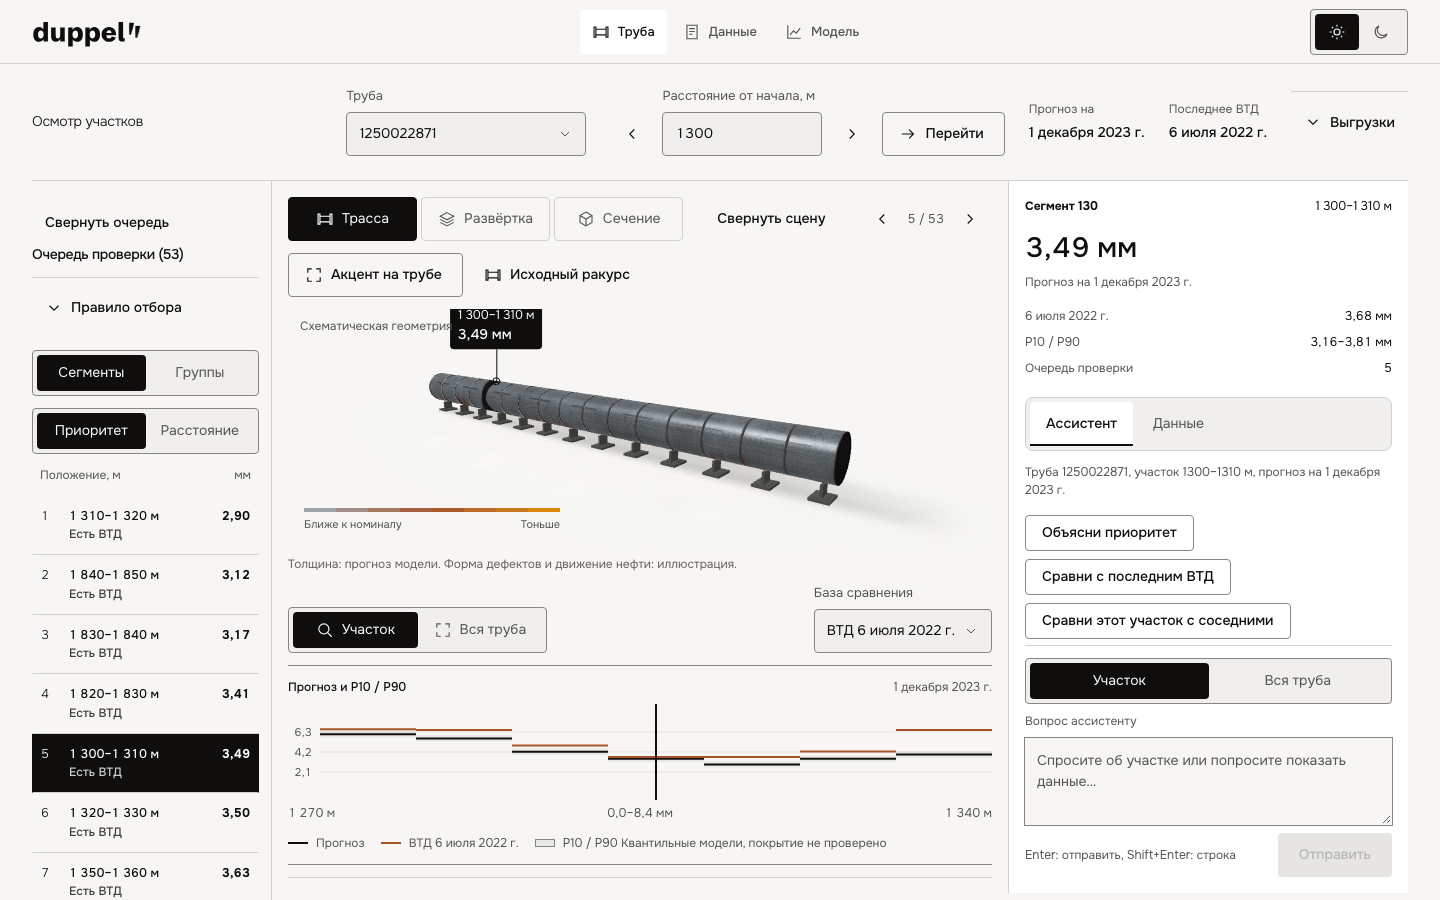 duppel
Труба
Данные
Модель
Осмотр участков
Труба
1250022871
Расстояние от начала, м
1 300
Перейти
Прогноз на
1 декабря 2023 г.
Последнее ВТД
6 июля 2022 г.
Выгрузки
Свернуть очередь
Очередь проверки (53)
Правило отбора
Сегменты
Группы
Приоритет
Расстояние
Положение, м
мм
1 1 310–1 320 м 2,90
Есть ВТД
2 1 840–1 850 м 3,12
Есть ВТД
3 1 830–1 840 м 3,17
Есть ВТД
4 1 820–1 830 м 3,41
Есть ВТД
5 1 300–1 310 м 3,49
Есть ВТД
6 1 320–1 330 м 3,50
Есть ВТД
7 1 350–1 360 м 3,63
Есть ВТД
Трасса
Развёртка
Сечение
Свернуть сцену
5 / 53
Акцент на трубе
Исходный ракурс
Схематическая геометрия
1 300–1 310 м
3,49 мм
Ближе к номиналу
Тоньше
Толщина: прогноз модели. Форма дефектов и движение нефти: иллюстрация.
Участок
Вся труба
База сравнения
ВТД 6 июля 2022 г.
Прогноз и P10 / P90
1 декабря 2023 г.
6,3
4,2
2,1
1 270 м
0,0–8,4 мм
1 340 м
Прогноз
ВТД 6 июля 2022 г.
P10 / P90 Квантильные модели, покрытие не проверено
Сегмент 130
1 300–1 310 м
3,49 мм
Прогноз на 1 декабря 2023 г.
6 июля 2022 г. 3,68 мм
P10 / P90 3,16–3,81 мм
Очередь проверки 5
Ассистент
Данные
Труба 1250022871, участок 1300–1310 м, прогноз на 1 декабря
2023 г.
Объясни приоритет
Сравни с последним ВТД
Сравни этот участок с соседними
Участок
Вся труба
Вопрос ассистенту
Спросите об участке или попросите показать
данные...
Enter: отправить, Shift+Enter: строка
Отправить